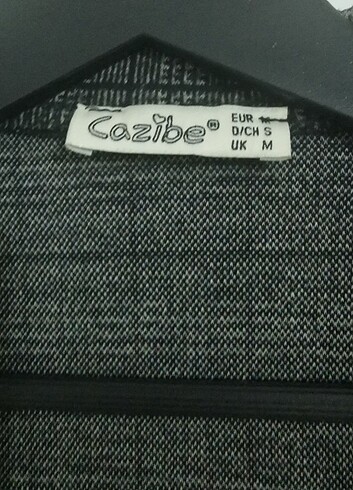 Cazibe®
EUR
D/CH S
UK M